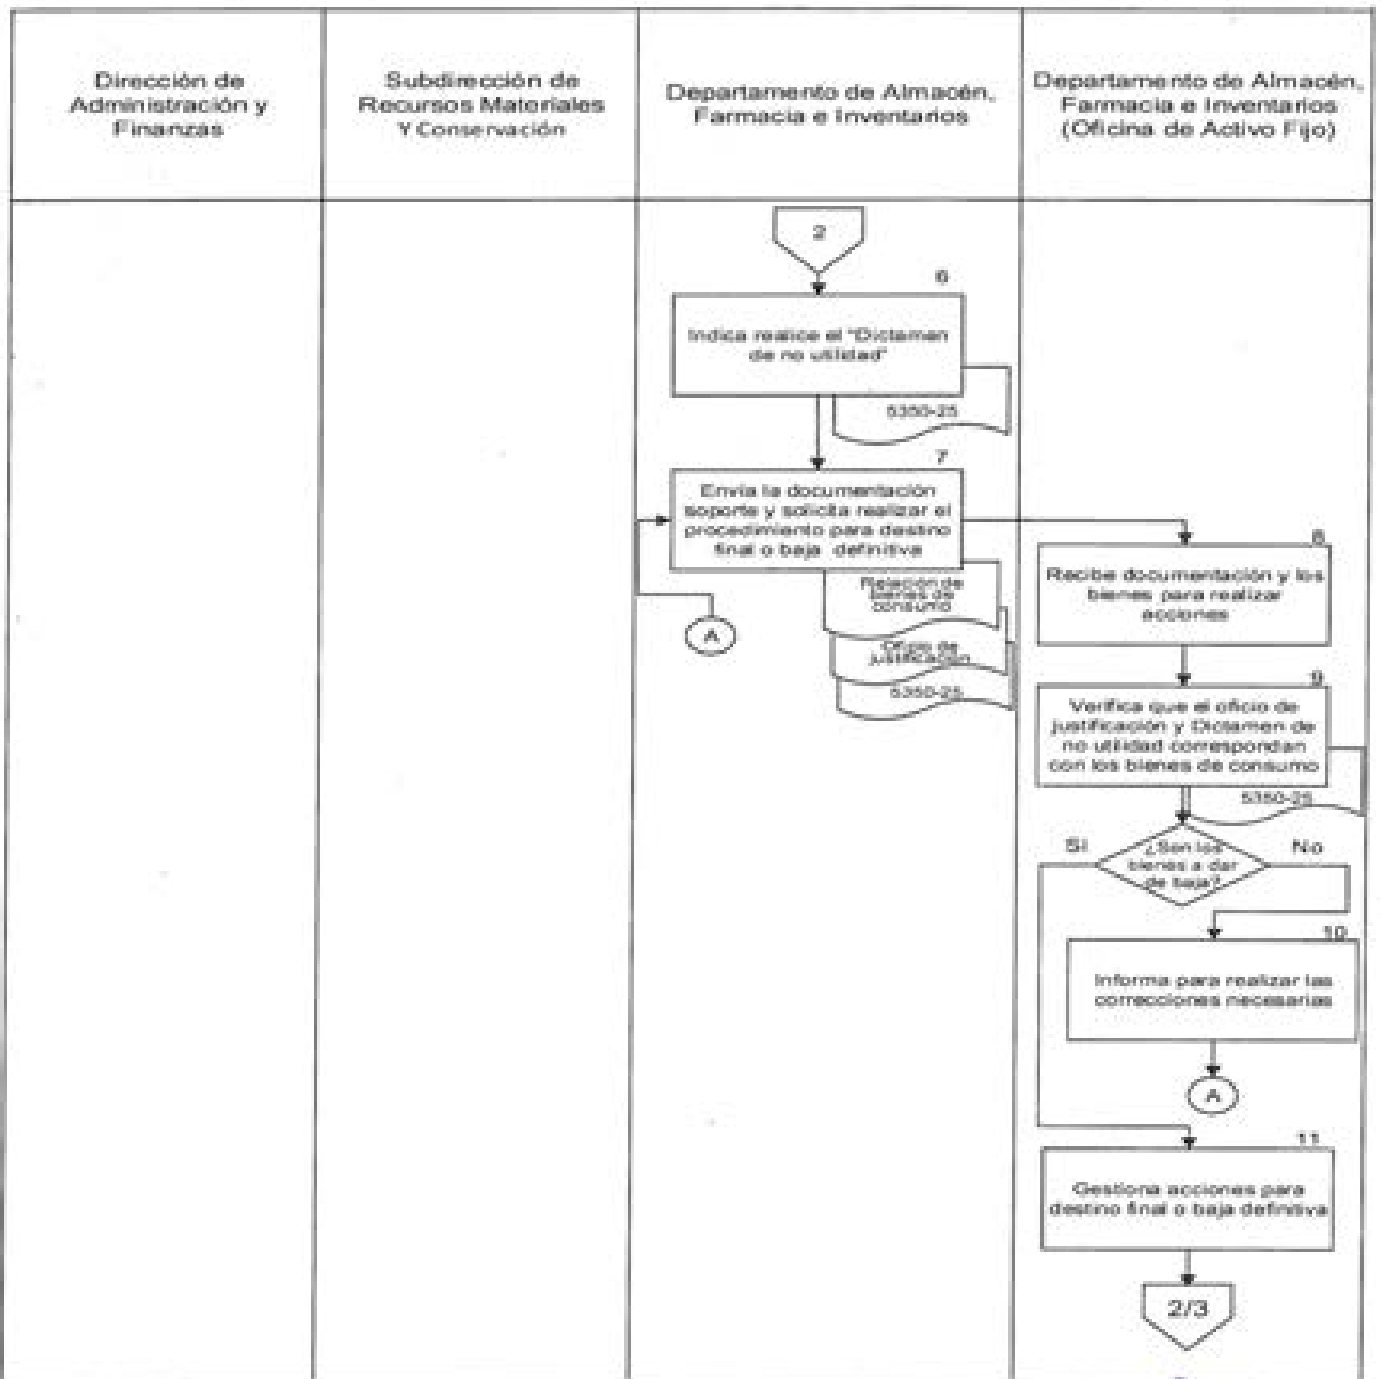 Dirección de
Administración y
Finanzas
Subdirección de
Recursos Materiales
Y Conservación
Departamento de Almacén,
Farmacia e Inventarios
Departamento de Almacén,
Farmacia e Inventarios
(Oficina de Activo Fijo)
2
6
Indica realice el "Dictamen
de no utilidad"
5350-25
7
Envía la documentación
soporte y solicita realizar el
procedimiento para destino
final o baja definitiva
Relación de
bienes de
consumo
Oficio de
justificación
5350-25
A
8
Recibe documentación y los
bienes para realizar
acciones
9
Verifica que el oficio de
justificación y Dictamen de
no utilidad correspondan
con los bienes de consumo
5350-25
Si
¿Son los
bienes a dar
de baja?
No
10
Informa para realizar las
correcciones necesarias
A
11
Gestiona acciones para
destino final o baja definitiva
2/3